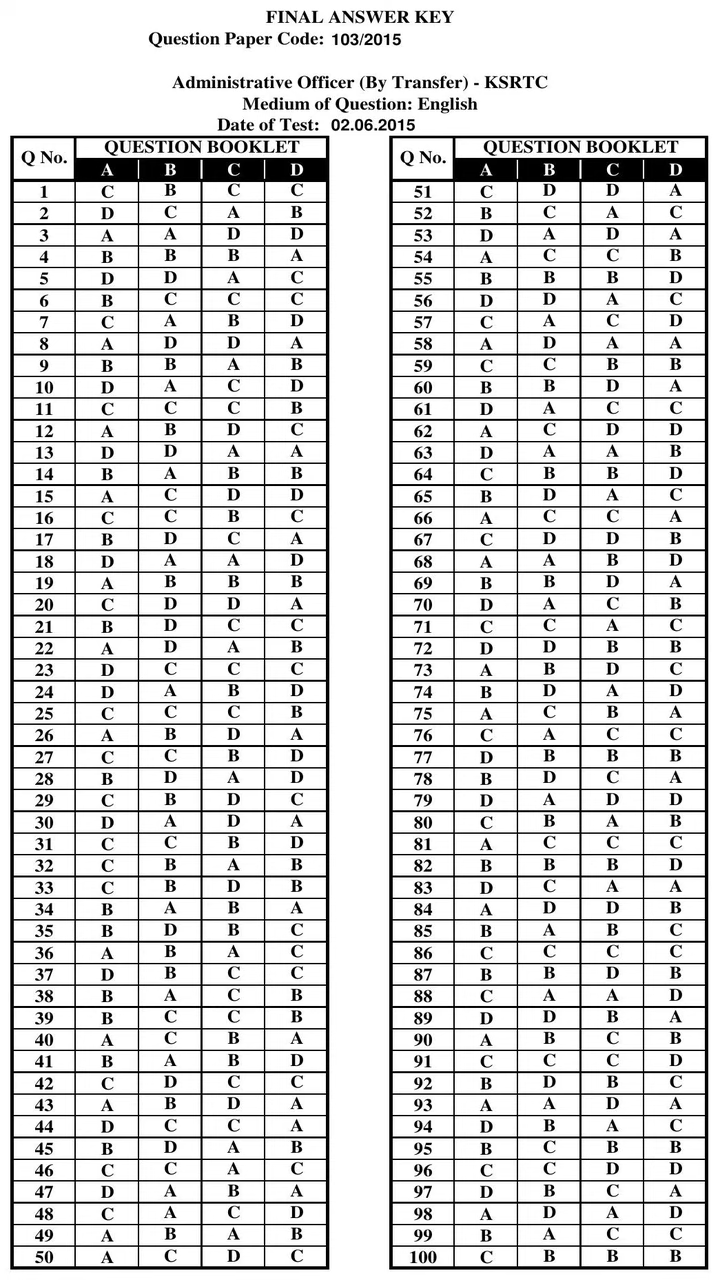 FINAL ANSWER KEY
Question Paper Code: 103/2015
Administrative Officer (By Transfer) - KSRTC
Medium of Question: English
Date of Test: 02.06.2015
Q No. QUESTION BOOKLET
A B C D
1 C B C C
2 D C A B
3 A A D D
4 B B B A
5 D D A C
6 B C C C
7 C A B D
8 A D D A
9 B B A B
10 D A C D
11 C C C B
12 A B D C
13 D D A A
14 B A B B
15 A C D D
16 C C B C
17 B D C A
18 D A A D
19 A B B B
20 C D D A
21 B D C C
22 A D A B
23 D C C C
24 D A B D
25 C C C B
26 A B D A
27 C C B D
28 B D A D
29 C B D C
30 D A D A
31 C C B D
32 C B A B
33 C B D B
34 B A B A
35 B D B C
36 A B A C
37 D B C C
38 B A C B
39 B C C B
40 A C B A
41 B A B D
42 C D C C
43 A B D A
44 D C C A
45 B D A B
46 C C A C
47 D A B A
48 C A C D
49 A B A B
50 A C D C
Q No. QUESTION BOOKLET
A B C D
51 C D D A
52 B C A C
53 D A D A
54 A C C B
55 B B B D
56 D D A C
57 C A C D
58 A D A A
59 C C B B
60 B B D A
61 D A C C
62 A C D D
63 D A A B
64 C B B D
65 B D A C
66 A C C A
67 C D D B
68 A A B D
69 B B D A
70 D A C B
71 C C A C
72 D D B B
73 A B D C
74 B D A D
75 A C B A
76 C A C C
77 D B B B
78 B D C A
79 D A D D
80 C B A B
81 A C C C
82 B B B D
83 D C A A
84 A D D B
85 B A B C
86 C C C C
87 B B D B
88 C A A D
89 D D B A
90 A B C B
91 C C C D
92 B D B C
93 A A D A
94 D B A C
95 B C B B
96 C C D D
97 D B C A
98 A D A D
99 B A C C
100 C B B B